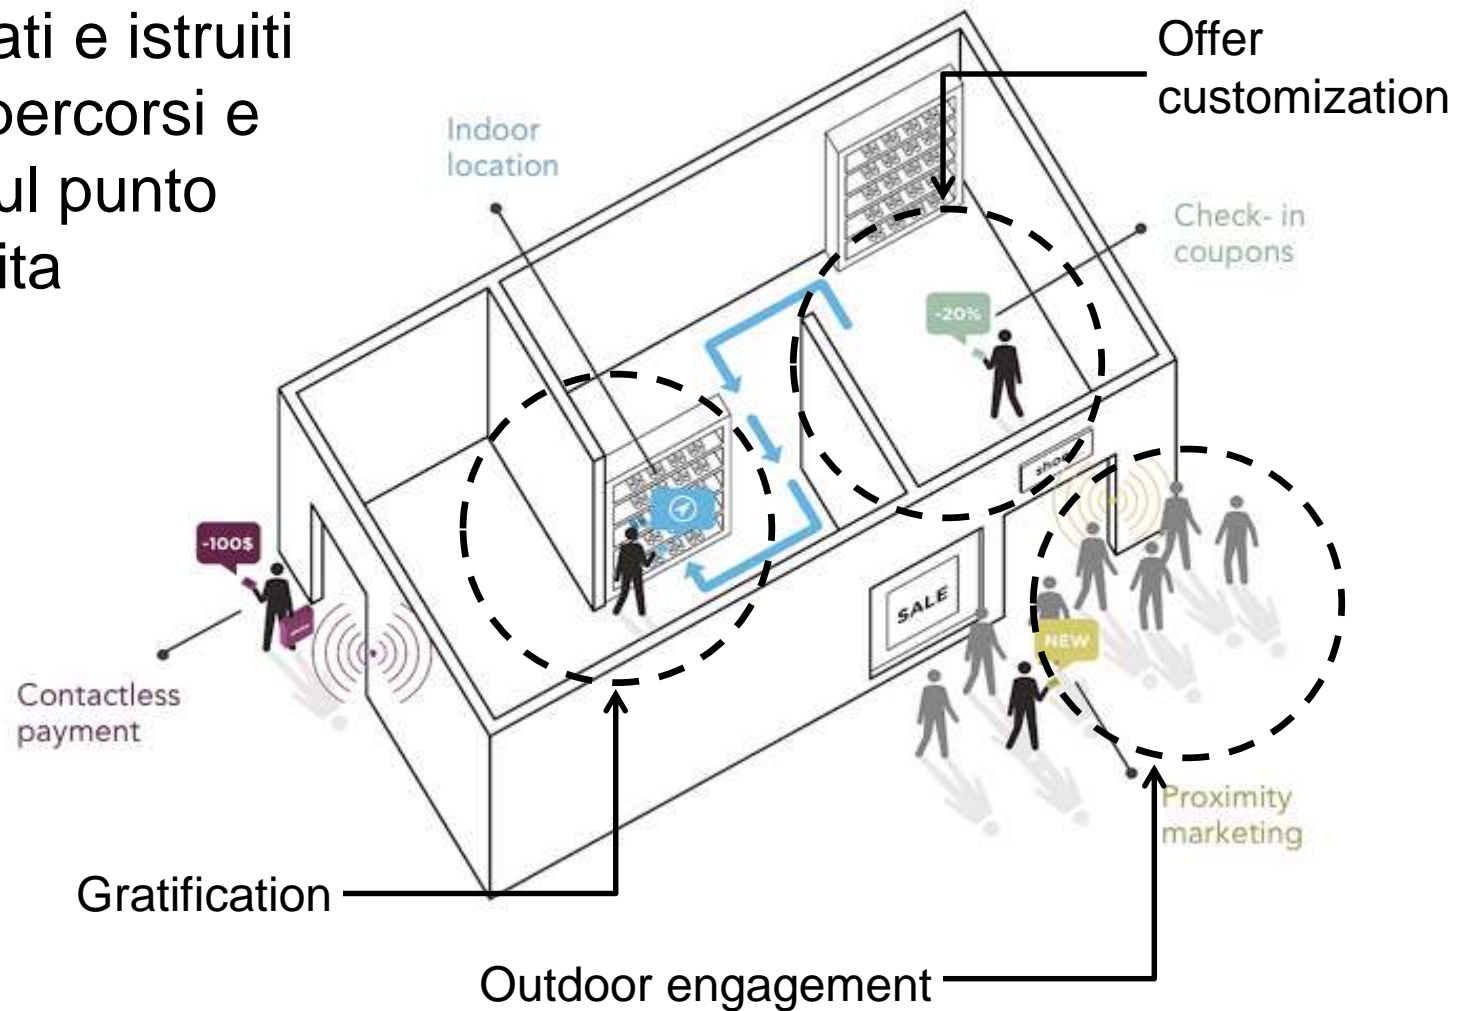 ati e istruiti
percorsi e
ul punto
ita
Offer
customization
Indoor
location
Check- in
coupons
-20%
shoes
-100$
SALE
NEW
Contactless
payment
Proximity
marketing
Gratification
Outdoor engagement